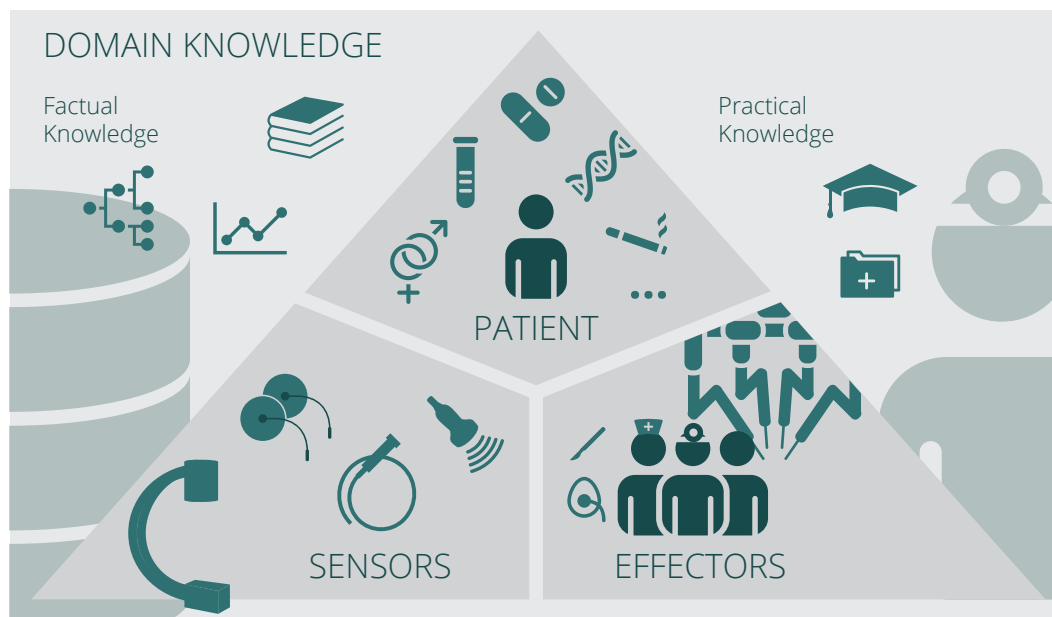 DOMAIN KNOWLEDGE
Factual
Knowledge
Practical
Knowledge
PATIENT
SENSORS
EFFECTORS